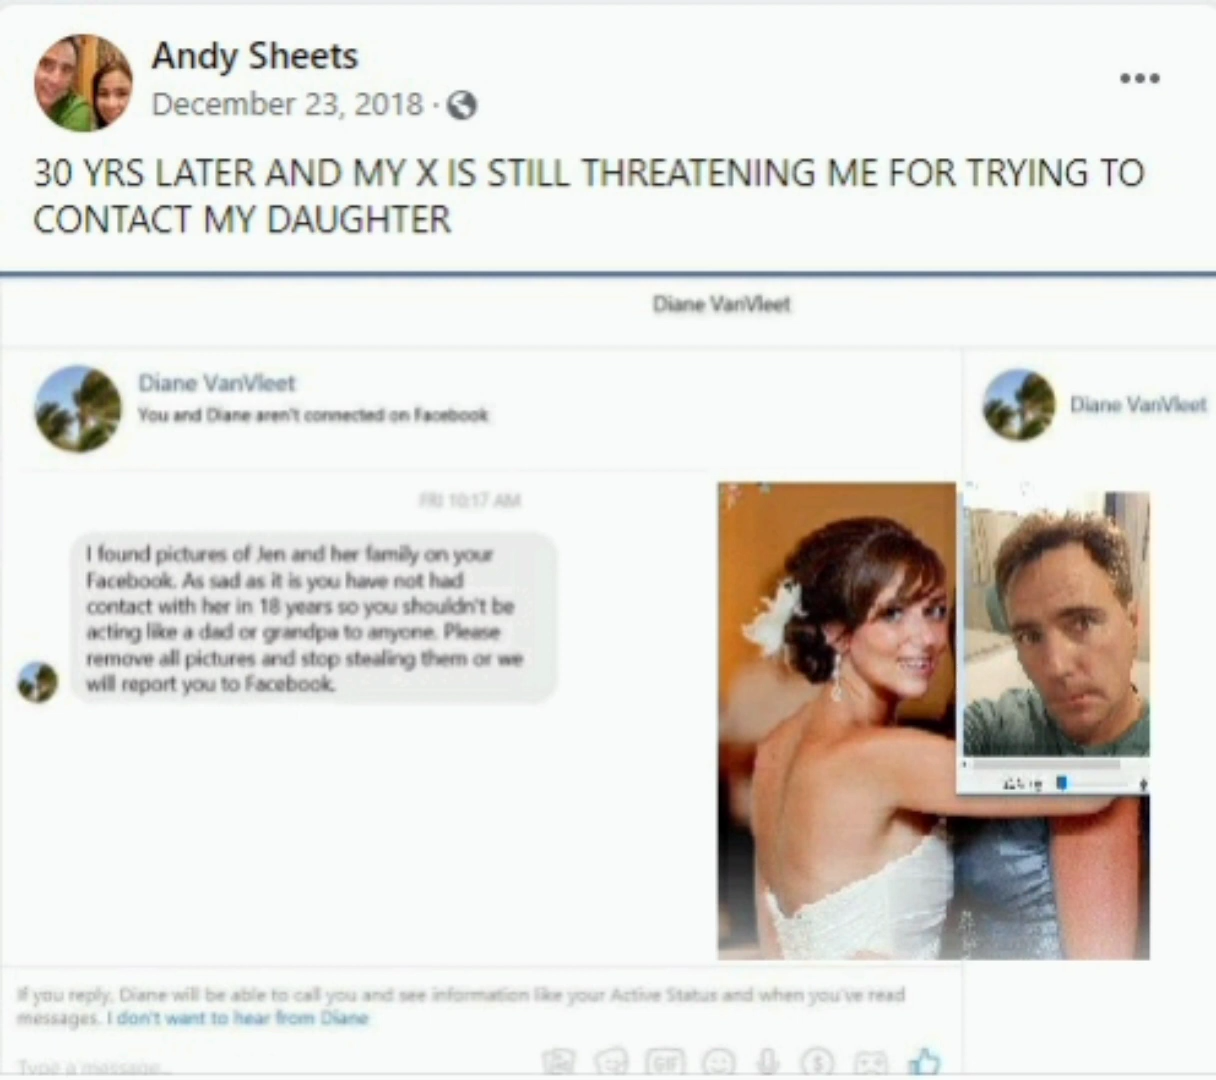 Andy Sheets
December 23, 2018 ·
30 YRS LATER AND MY X IS STILL THREATENING ME FOR TRYING TO
CONTACT MY DAUGHTER
Diane VanVleet
Diane VanVleet
You and Diane aren't connected on Facebook
Diane VanVleet
FRI 10:17 AM
I found pictures of Jen and her family on your
Facebook. As sad as it is you have not had
contact with her in 18 years so you shouldn't be
acting like a dad or grandpa to anyone. Please
remove all pictures and stop stealing them or we
will report you to Facebook.
If you reply, Diane will be able to call you and see information like your Active Status and when you've read
messages. I don't want to hear from Diane
Type a message...
GIF